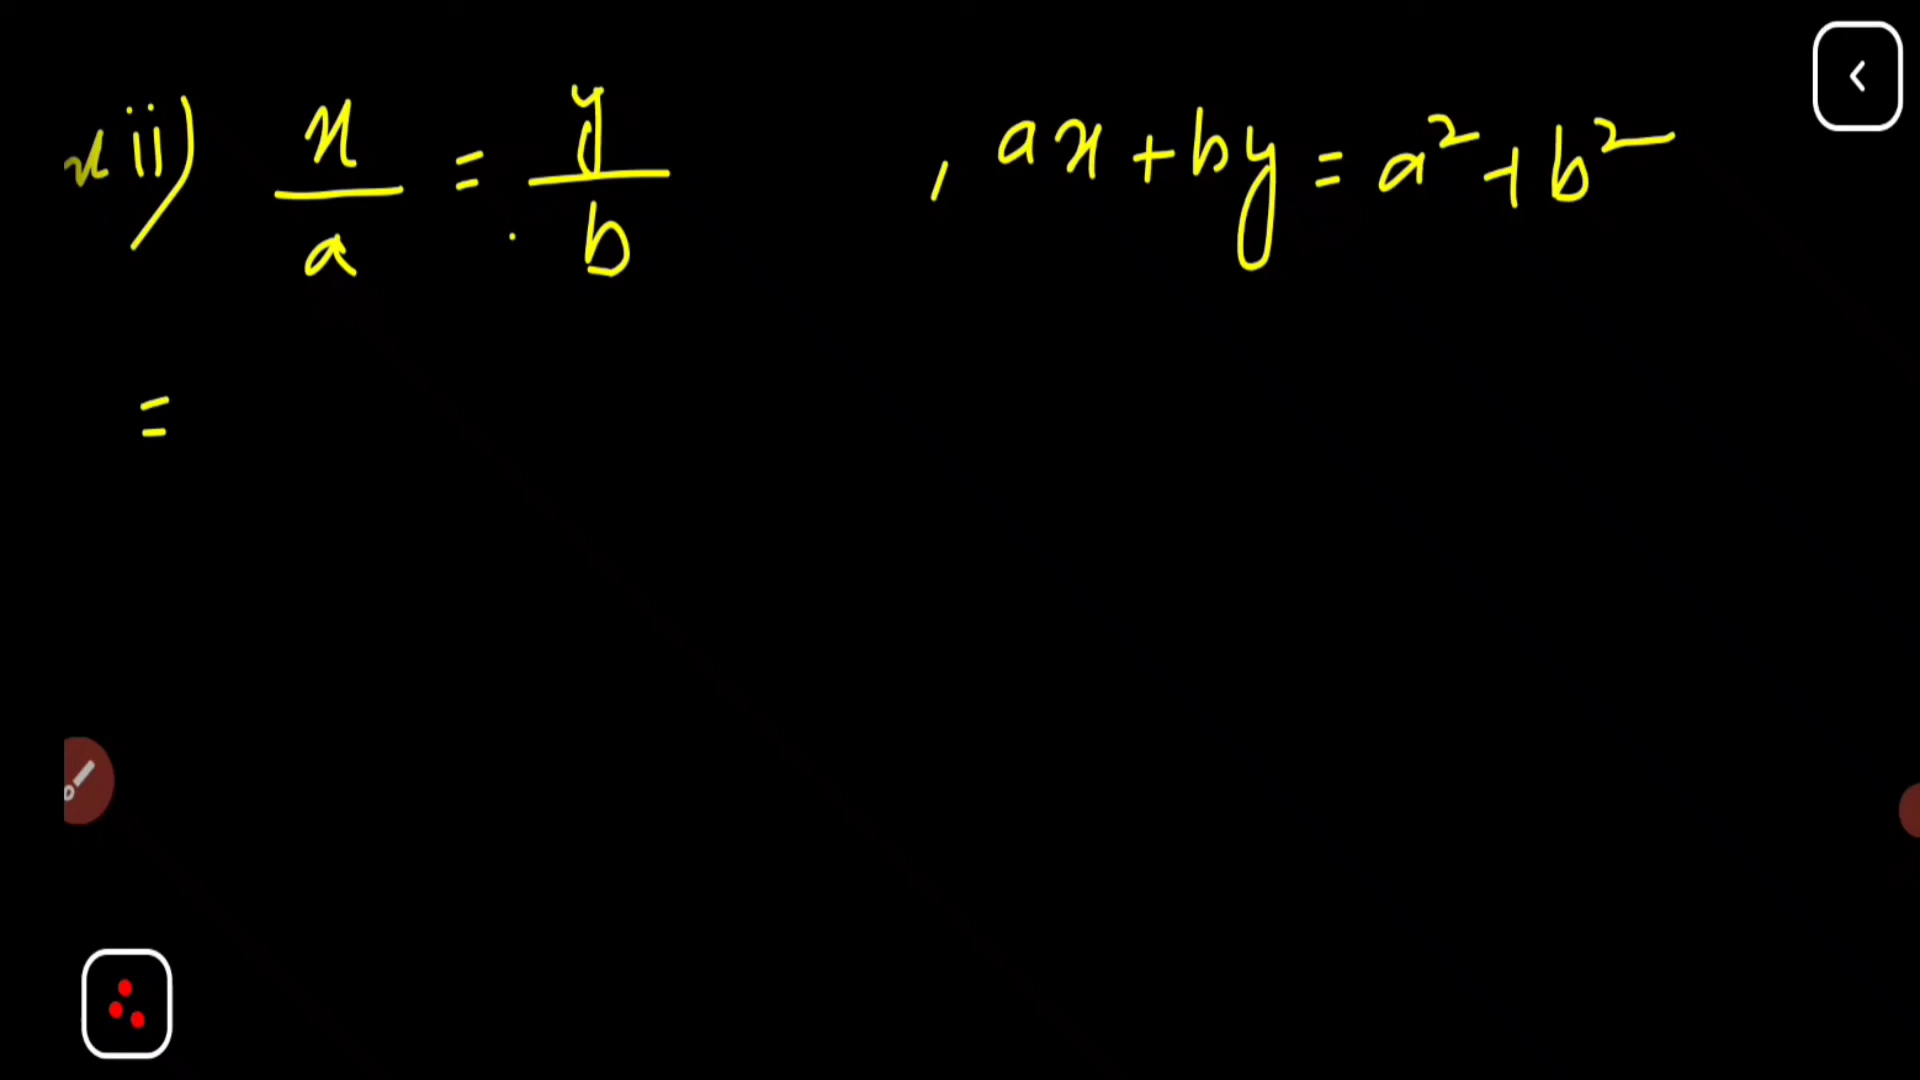 xii) x/a = y/b , ax + by = a² + b²
=